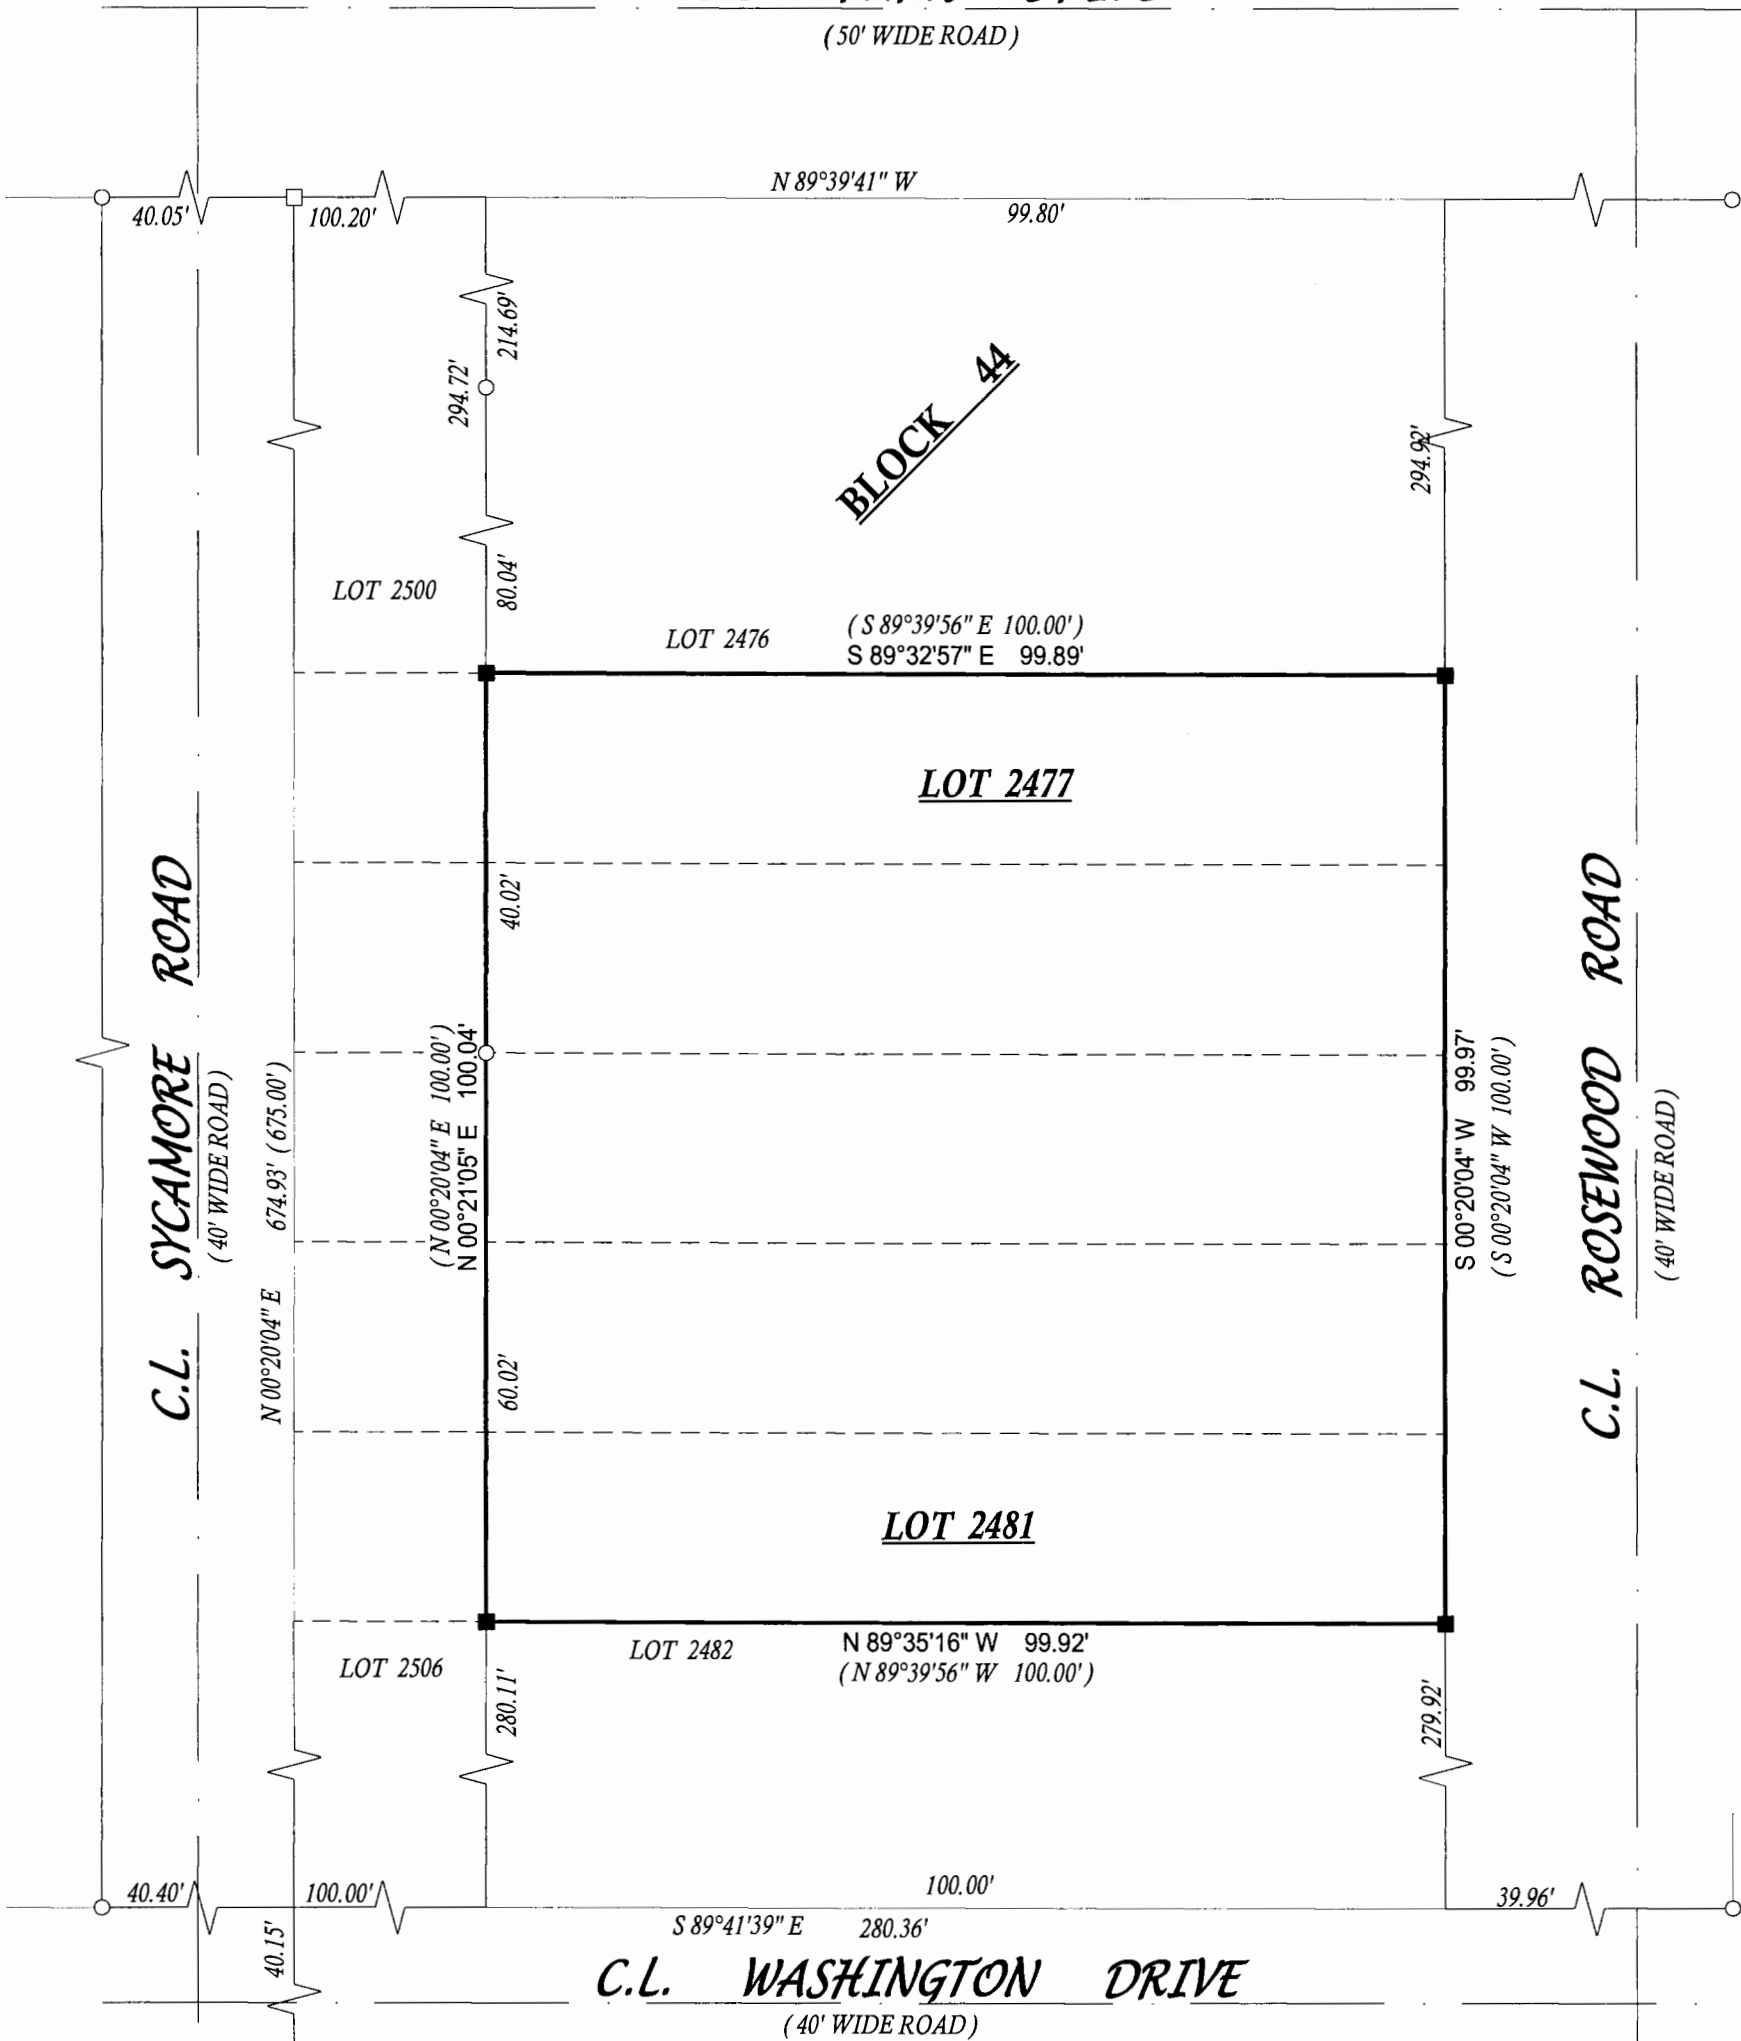 ( 50' WIDE ROAD )
N 89°39'41" W
40.05'
100.20'
99.80'
214.69'
294.72'
BLOCK 44
294.92'
80.04'
LOT 2500
LOT 2476
( S 89°39'56" E 100.00' )
S 89°32'57" E 99.89'
LOT 2477
40.02'
C.L. SYCAMORE ROAD
( 40' WIDE ROAD )
N 00°20'04" E 674.93' ( 675.00' )
( N 00°20'04" E 100.00' )
N 00°21'05" E 100.04'
60.02'
S 00°20'04" W 99.97'
( S 00°20'04" W 100.00' )
C.L. ROSEWOOD ROAD
( 40' WIDE ROAD )
LOT 2481
LOT 2482
N 89°35'16" W 99.92'
( N 89°39'56" W 100.00' )
LOT 2506
280.11'
279.92'
40.40'
100.00'
100.00'
39.96'
S 89°41'39" E 280.36'
40.15'
C.L. WASHINGTON DRIVE
( 40' WIDE ROAD )